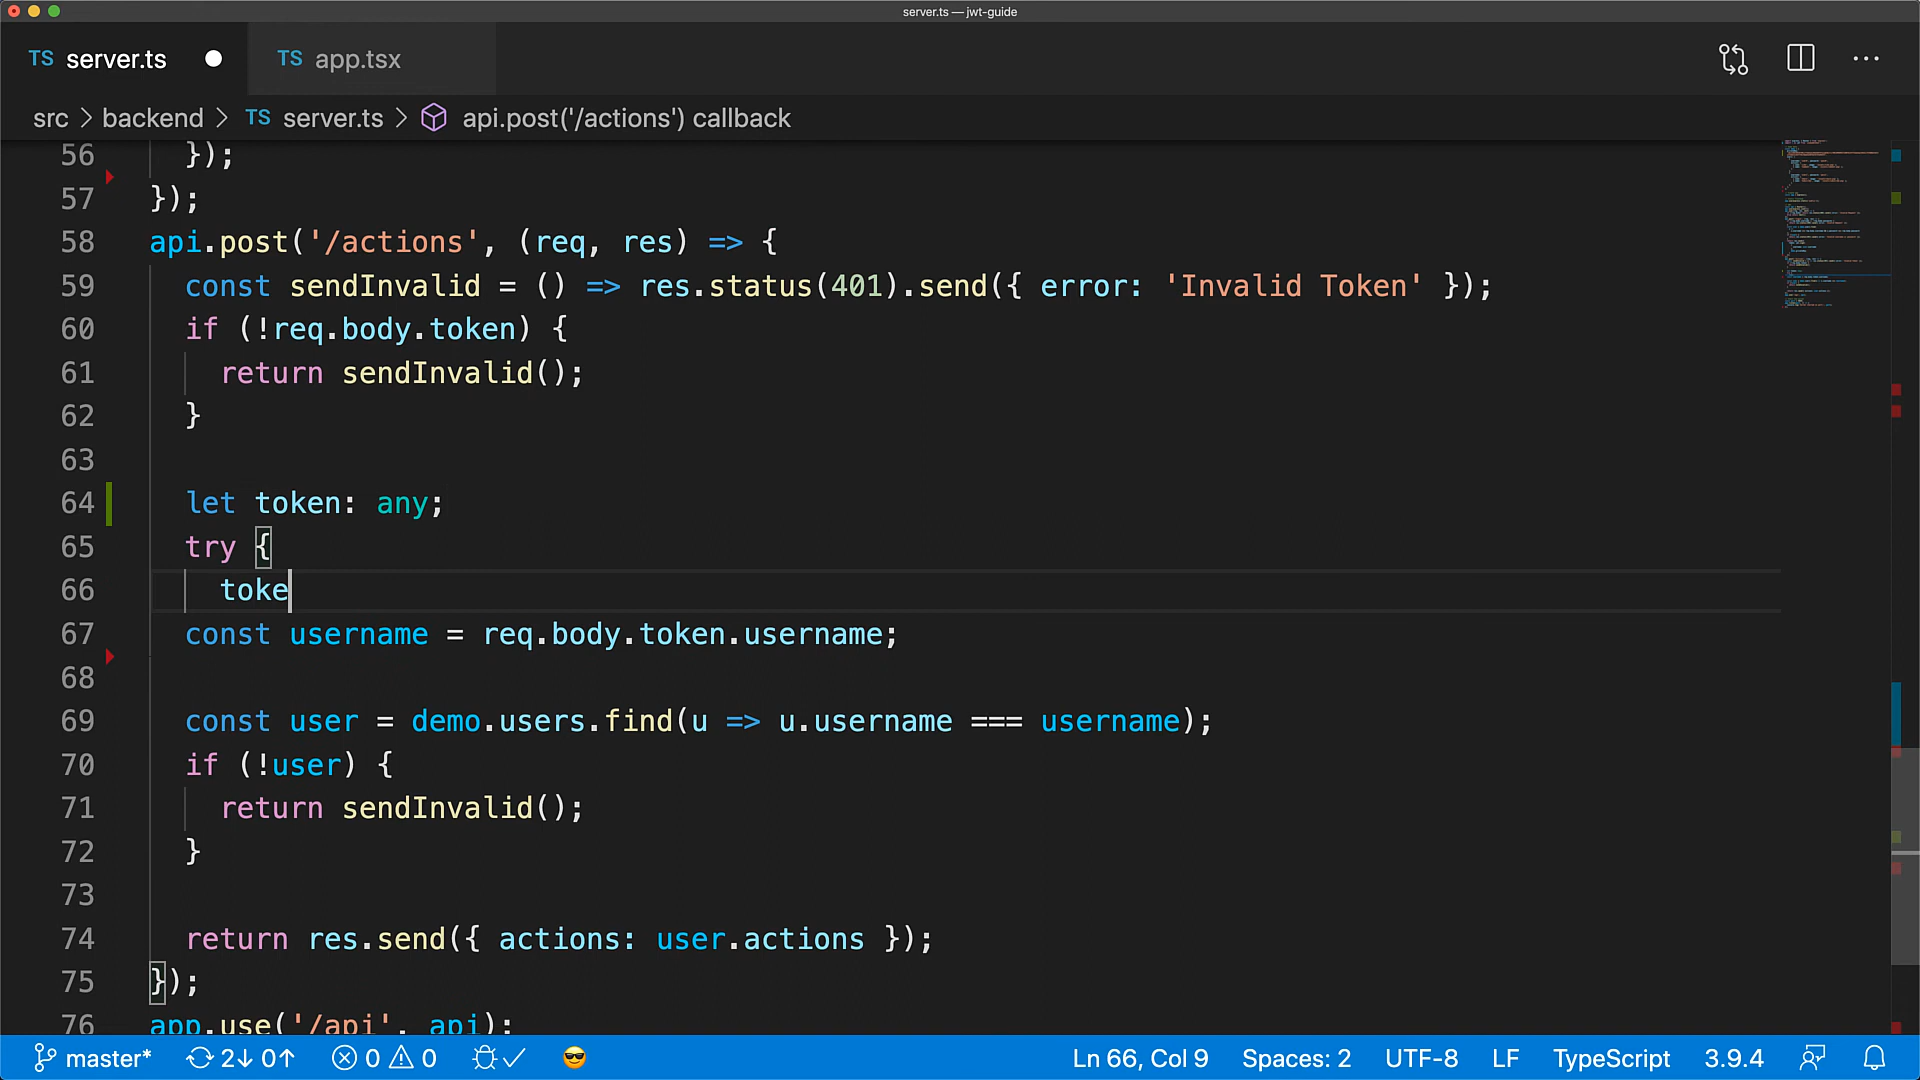 server.ts — jwt-guide
TS server.ts TS app.tsx
src > backend > TS server.ts > api.post('/actions') callback
56 });
57 });
58 api.post('/actions', (req, res) => {
59 const sendInvalid = () => res.status(401).send({ error: 'Invalid Token' });
60 if (!req.body.token) {
61 return sendInvalid();
62 }
63
64 let token: any;
65 try {
66 toke
67 const username = req.body.token.username;
68
69 const user = demo.users.find(u => u.username === username);
70 if (!user) {
71 return sendInvalid();
72 }
73
74 return res.send({ actions: user.actions });
75 });
76 app.use('/api', api);
master* 2↓ 0↑ 0 0 Ln 66, Col 9 Spaces: 2 UTF-8 LF TypeScript 3.9.4